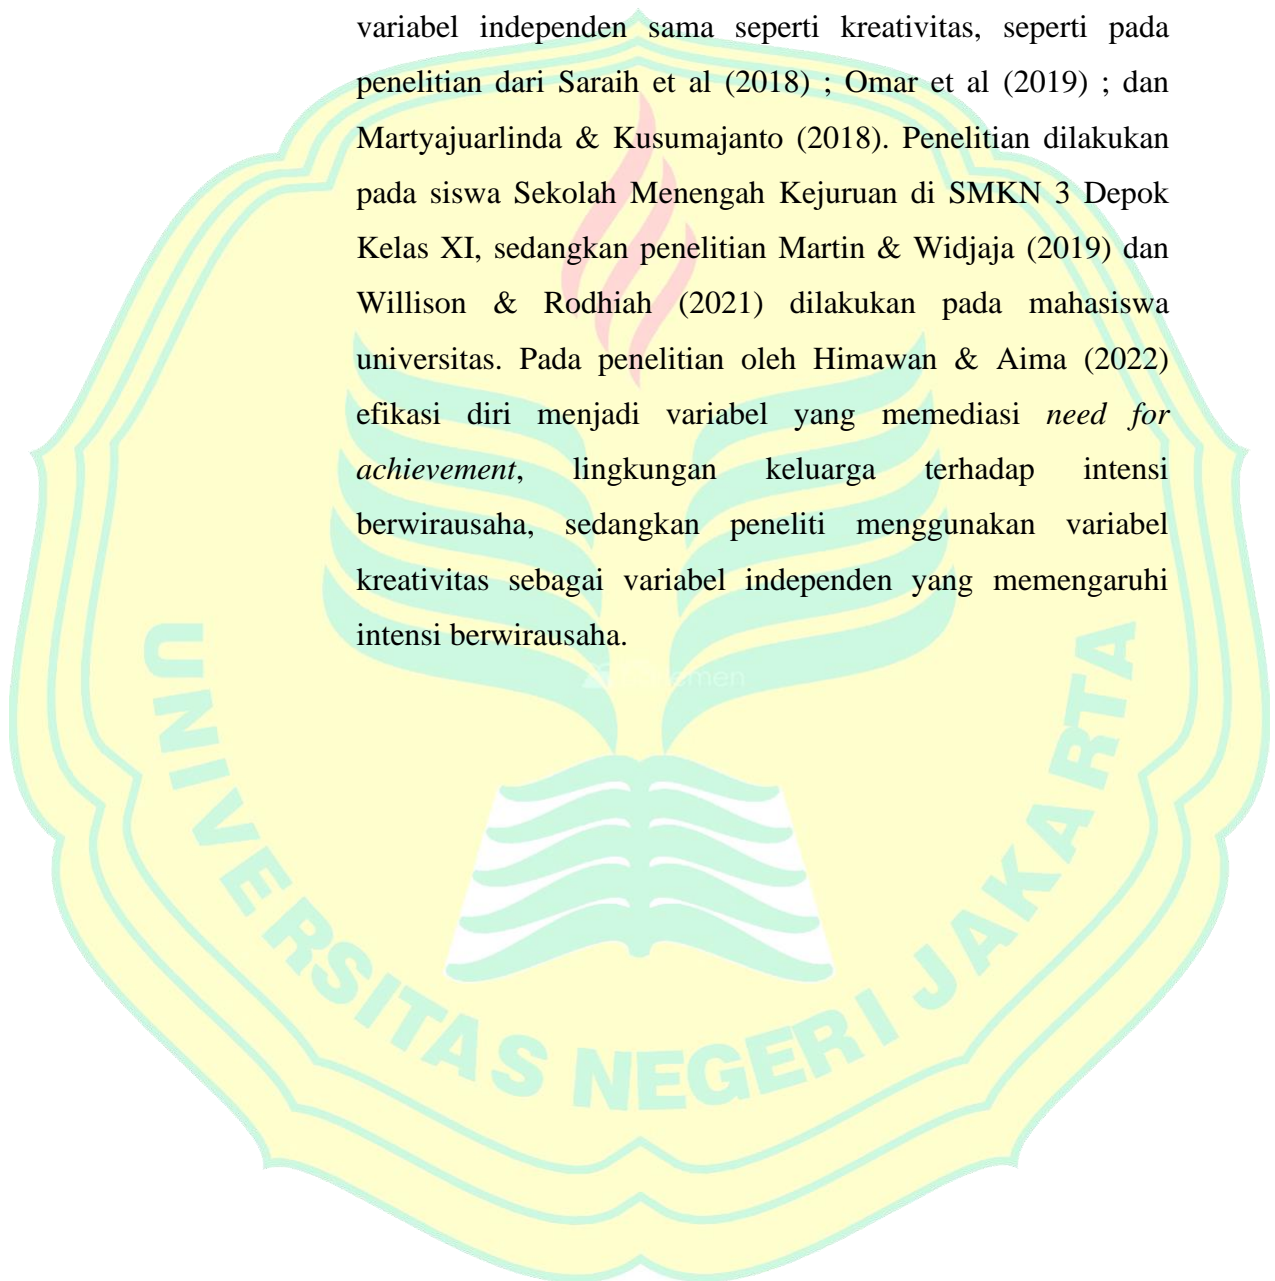 variabel independen sama seperti kreativitas, seperti pada
penelitian dari Saraih et al (2018) ; Omar et al (2019) ; dan
Martyajuarlinda & Kusumajanto (2018). Penelitian dilakukan
pada siswa Sekolah Menengah Kejuruan di SMKN 3 Depok
Kelas XI, sedangkan penelitian Martin & Widjaja (2019) dan
Willison & Rodhiah (2021) dilakukan pada mahasiswa
universitas. Pada penelitian oleh Himawan & Aima (2022)
efikasi diri menjadi variabel yang memediasi need for
achievement, lingkungan keluarga terhadap intensi
berwirausaha, sedangkan peneliti menggunakan variabel
kreativitas sebagai variabel independen yang memengaruhi
intensi berwirausaha.
UNIVERSITAS NEGERI JAKARTA